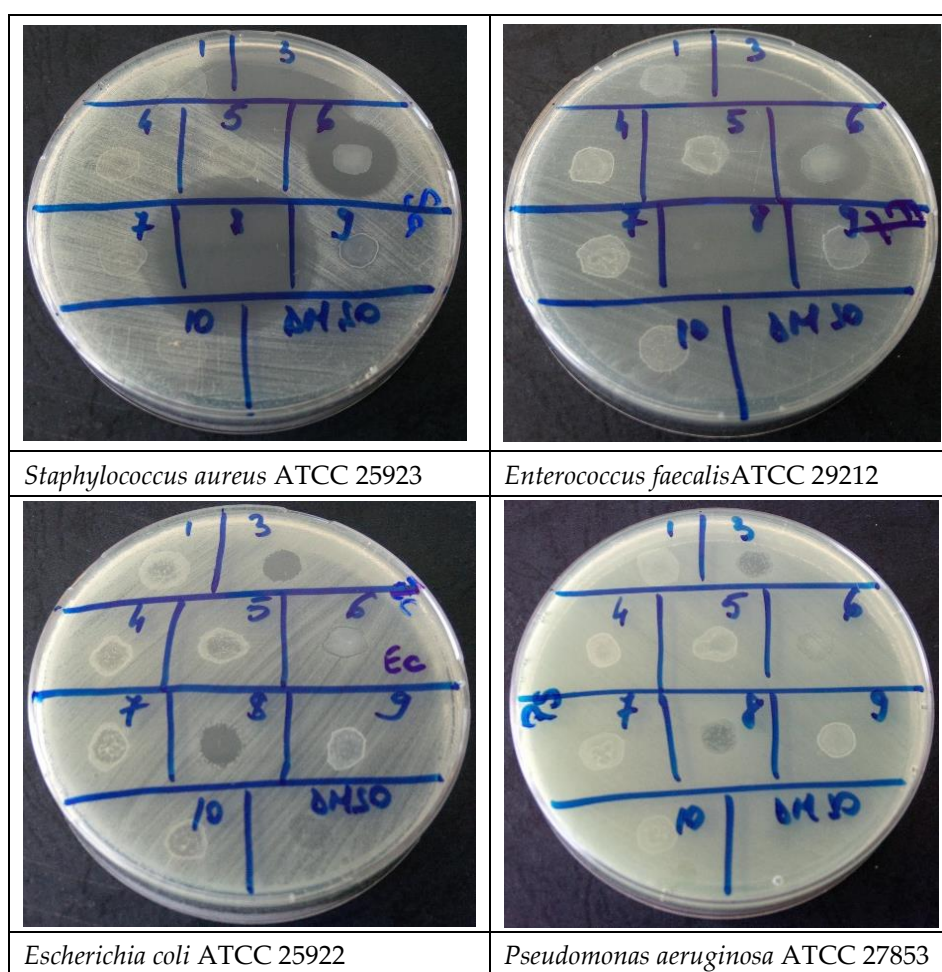 1 3
4 5 6
7 8 9
10 DMSO
1 3
4 5 6
7 8 9
10 DMSO
Staphylococcus aureus ATCC 25923
Enterococcus faecalisATCC 29212
1 3
4 5 6
Ec
7 8 9
10 DMSO
1 3
4 5 6
7 8 9
10 DMSO
Escherichia coli ATCC 25922
Pseudomonas aeruginosa ATCC 27853